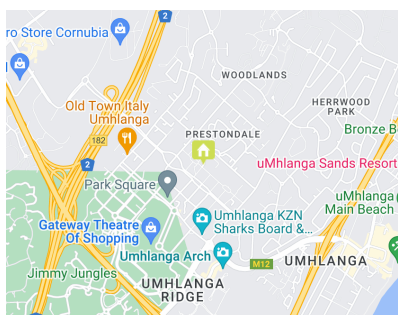 2
ro Store Cornubia
WOODLANDS
HERRWOOD
PARK
Old Town Italy
Umhlanga
182
PRESTONDALE
Bronze B
2
uMhlanga Sands Resort
Park Square
uMhlanga
Main Beach
Umhlanga KZN
Sharks Board &...
Gateway Theatre
Of Shopping
Umhlanga Arch
M12
UMHLANGA
Jimmy Jungles
UMHLANGA
RIDGE